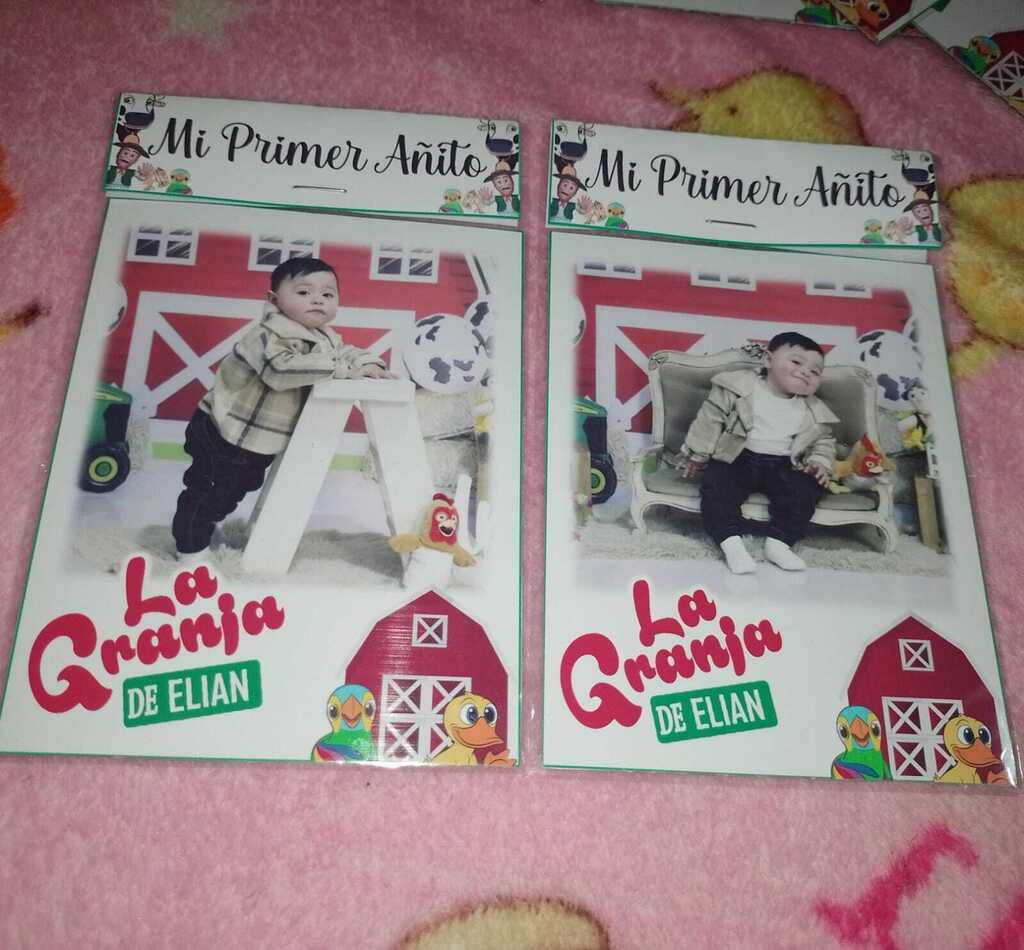 Mi Primer Añito
La
Granja
DE ELIAN
Mi Primer Añito
La
Granja
DE ELIAN